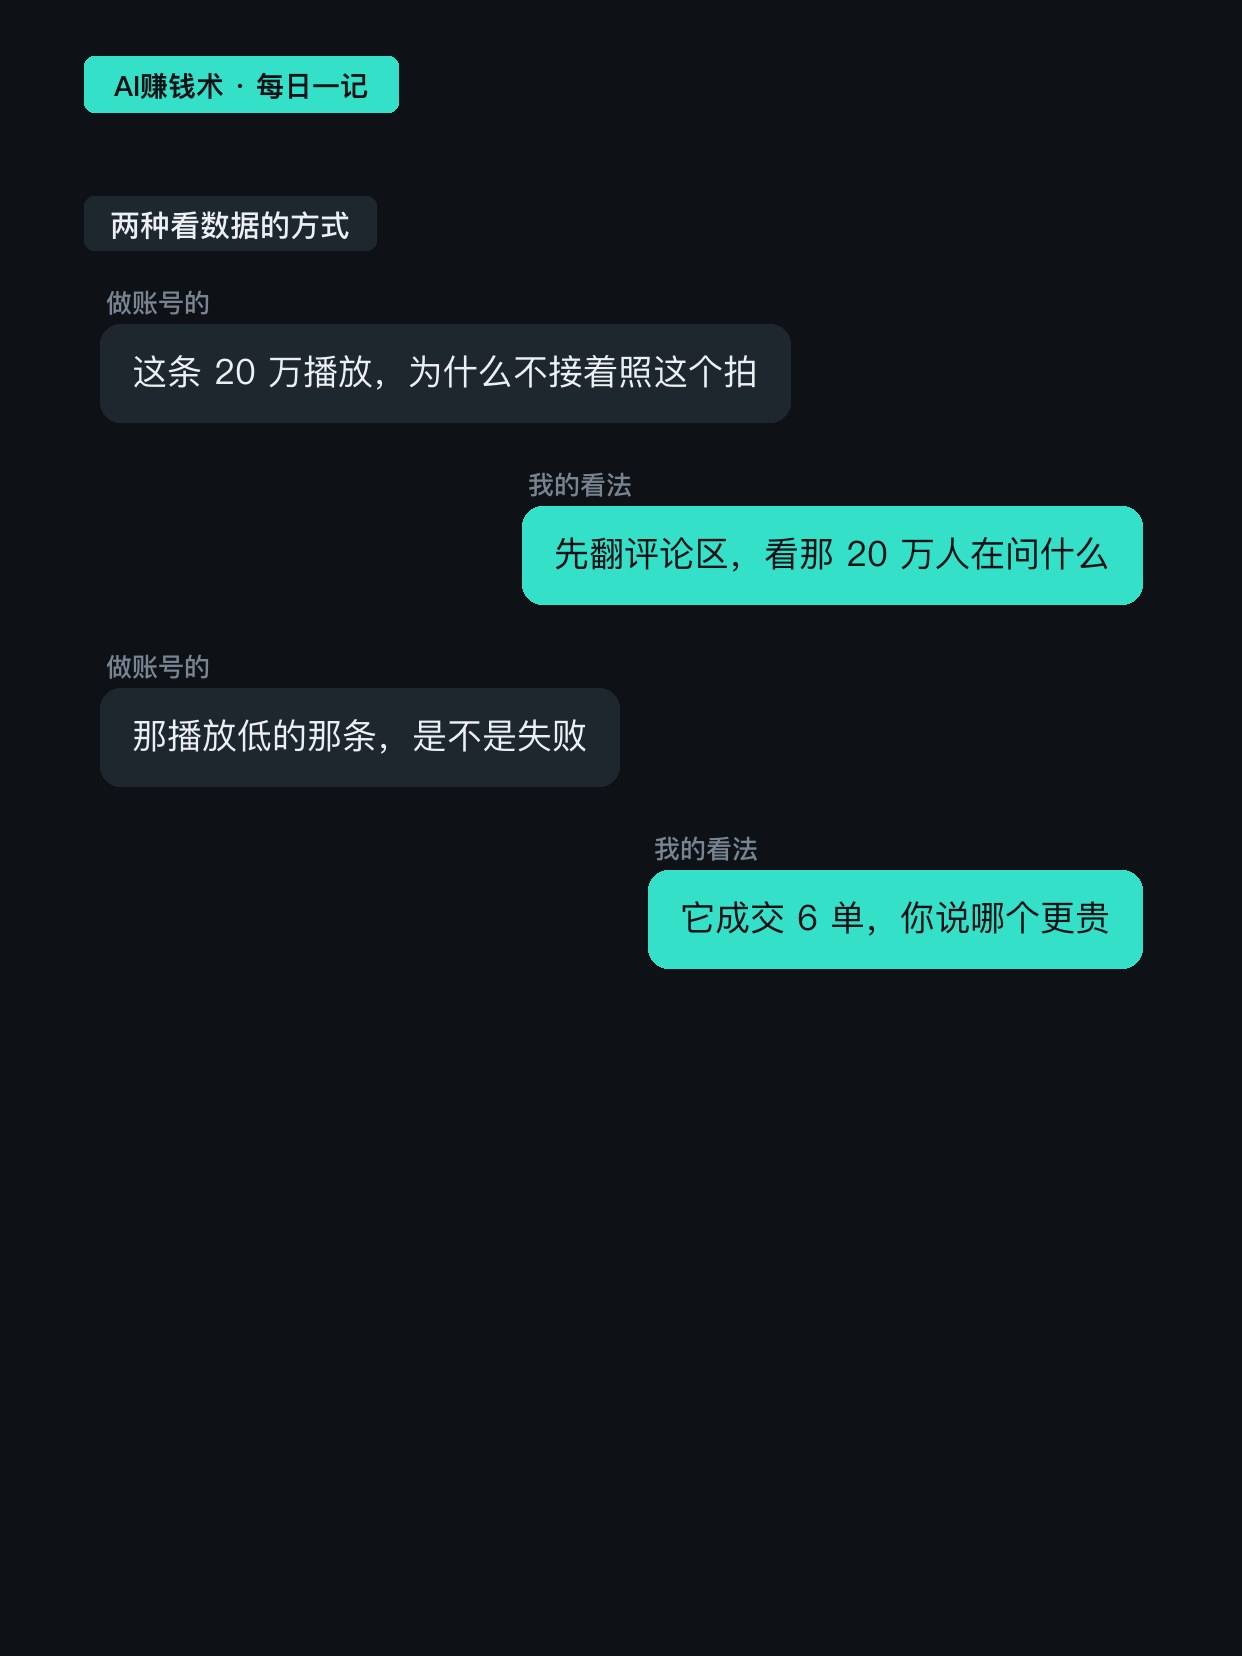 AI赚钱术 · 每日一记
两种看数据的方式
做账号的
这条 20 万播放，为什么不接着照这个拍
我的看法
先翻评论区，看那 20 万人在问什么
做账号的
那播放低的那条，是不是失败
我的看法
它成交 6 单，你说哪个更贵